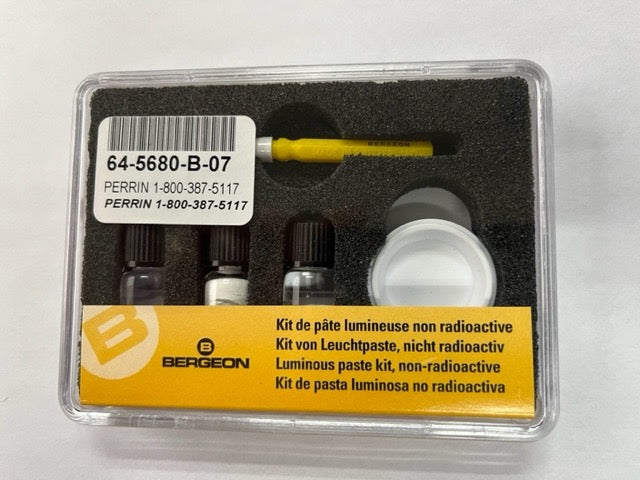 64-5680-B-07
PERRIN 1-800-387-5117
PERRIN 1-800-387-5117
BERGEON
B
B
BERGEON
Kit de pâte lumineuse non radioactive
Kit von Leuchtpaste, nicht radioactiv
Luminous paste kit, non-radioactive
Kit de pasta luminosa no radioactiva